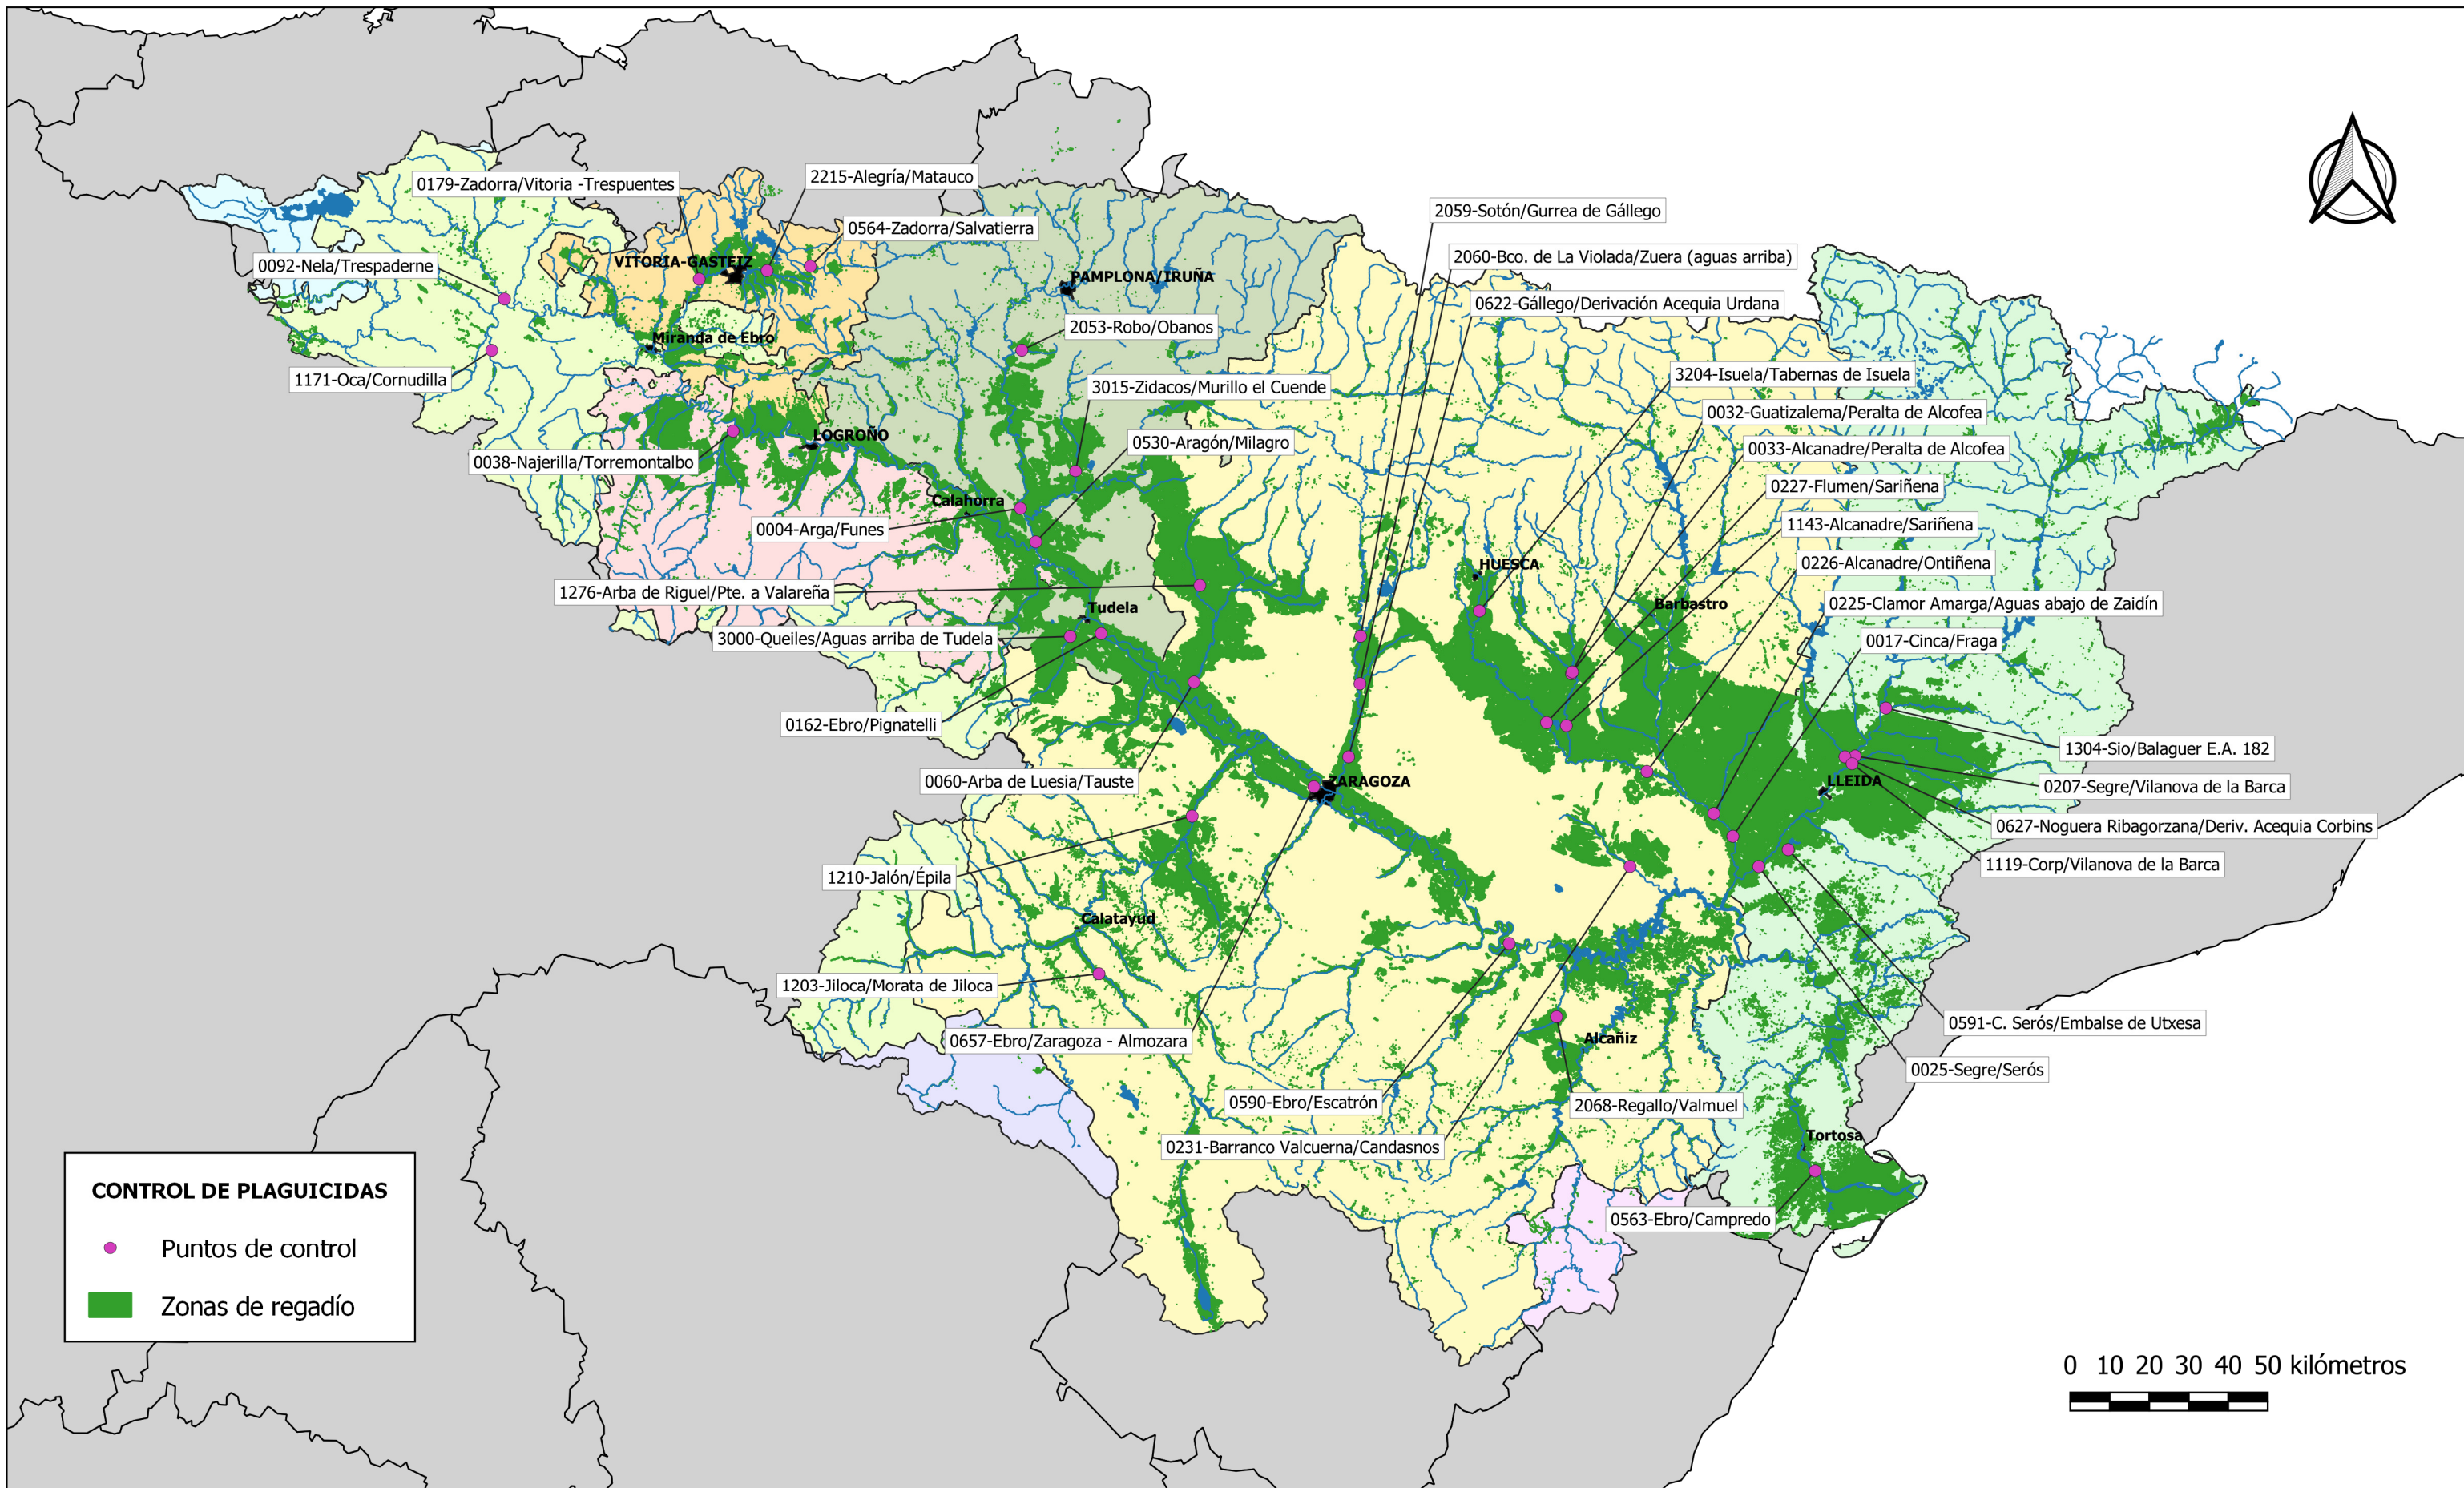 0179-Zadorra/Vitoria -Trespuentes
2215-Alegría/Matauco
2059-Sotón/Gurrea de Gállego
0564-Zadorra/Salvatierra
2060-Bco. de La Violada/Zuera (aguas arriba)
0092-Nela/Trespaderne
VITORIA-GASTEIZ
PAMPLONA/IRUÑA
0622-Gállego/Derivación Acequia Urdana
2053-Robo/Obanos
Miranda de Ebro
1171-Oca/Cornudilla
3015-Zidacos/Murillo el Cuende
3204-Isuela/Tabernas de Isuela
0032-Guatizalema/Peralta de Alcofea
LOGROÑO
0530-Aragón/Milagro
0033-Alcanadre/Peralta de Alcofea
0038-Najerilla/Torremontalbo
0227-Flumen/Sariñena
Calahorra
0004-Arga/Funes
1143-Alcanadre/Sariñena
HUESCA
0226-Alcanadre/Ontiñena
1276-Arba de Riguel/Pte. a Valareña
Tudela
Barbastro
0225-Clamor Amarga/Aguas abajo de Zaidín
3000-Queiles/Aguas arriba de Tudela
0017-Cinca/Fraga
0162-Ebro/Pignatelli
1304-Sio/Balaguer E.A. 182
0060-Arba de Luesia/Tauste
ZARAGOZA
LLEIDA
0207-Segre/Vilanova de la Barca
0627-Noguera Ribagorzana/Deriv. Acequia Corbins
1210-Jalón/Épila
1119-Corp/Vilanova de la Barca
Calatayud
1203-Jiloca/Morata de Jiloca
0591-C. Serós/Embalse de Utxesa
0657-Ebro/Zaragoza - Almozara
Alcañiz
0025-Segre/Serós
0590-Ebro/Escatrón
2068-Regallo/Valmuel
0231-Barranco Valcuerna/Candasnos
Tortosa
0563-Ebro/Campredo
CONTROL DE PLAGUICIDAS
Puntos de control
Zonas de regadío
0 10 20 30 40 50 kilómetros